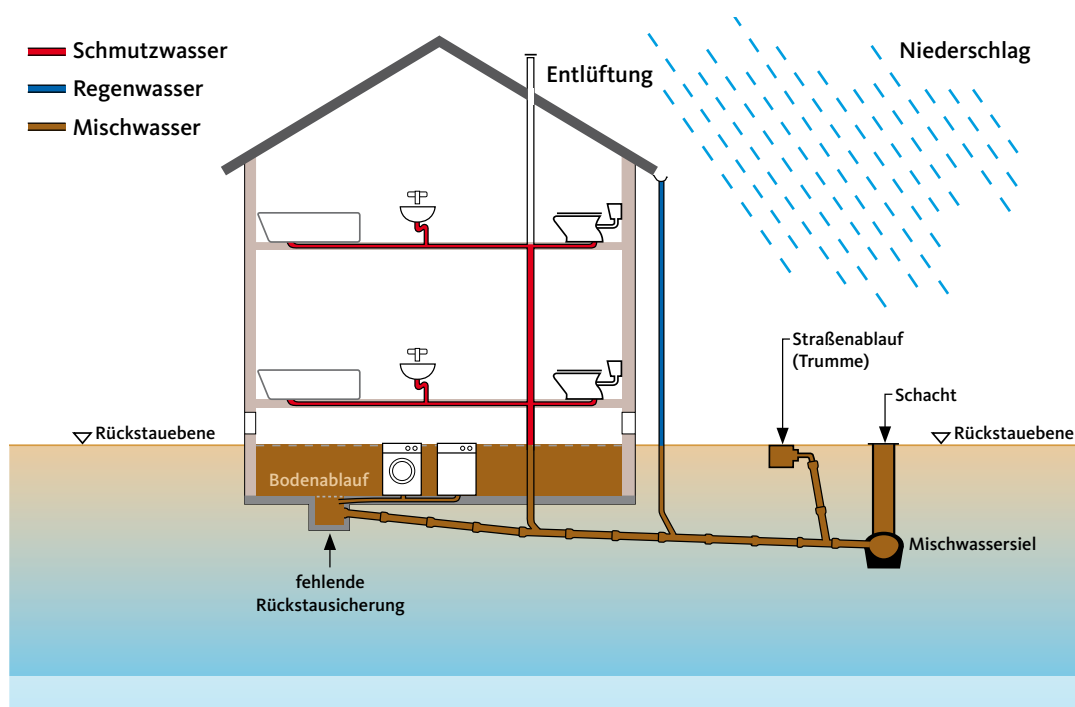 Schmutzwasser
Regenwasser
Mischwasser
Entlüftung
Niederschlag
Straßenablauf
(Trumme)
Schacht
Rückstauebene
Rückstauebene
Bodenablauf
Mischwassersiel
fehlende
Rückstausicherung